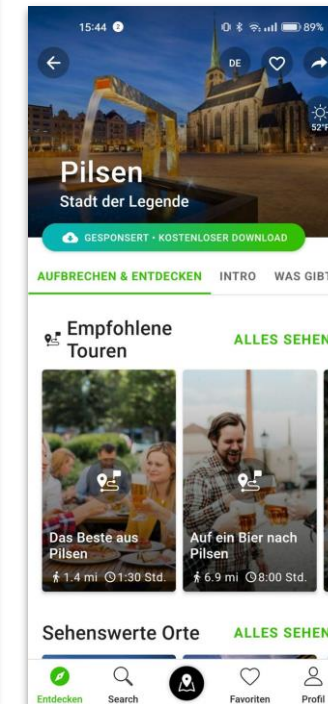 15:44 2 89%
DE
52°F
Pilsen
Stadt der Legende
GESPONSERT • KOSTENLOSER DOWNLOAD
AUFBRECHEN & ENTDECKEN INTRO WAS GIBT
Empfohlene
Touren
ALLES SEHEN
Das Beste aus
Pilsen
1.4 mi 1:30 Std.
Auf ein Bier nach
Pilsen
6.9 mi 8:00 Std.
Sehenswerte Orte ALLES SEHEN
Entdecken Search Favoriten Profil